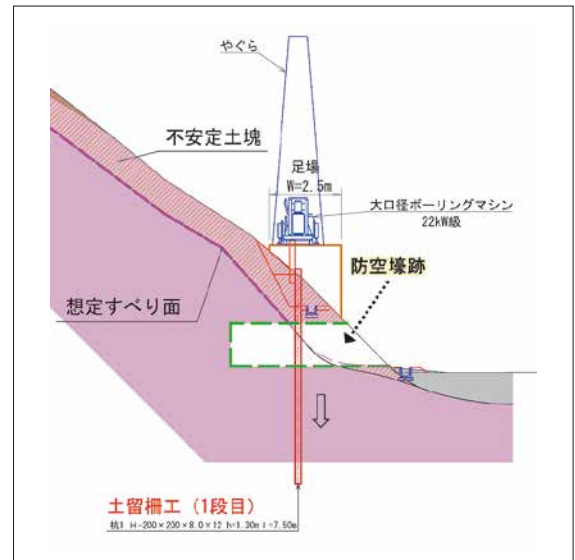 やぐら
不安定土塊
足場
W=2.5m
大口径ボーリングマシン
22kW級
防空壕跡
想定すべり面
土留柵工（1段目）
杭1 H-200×200×8.0×12 h=1.30m l=7.50m